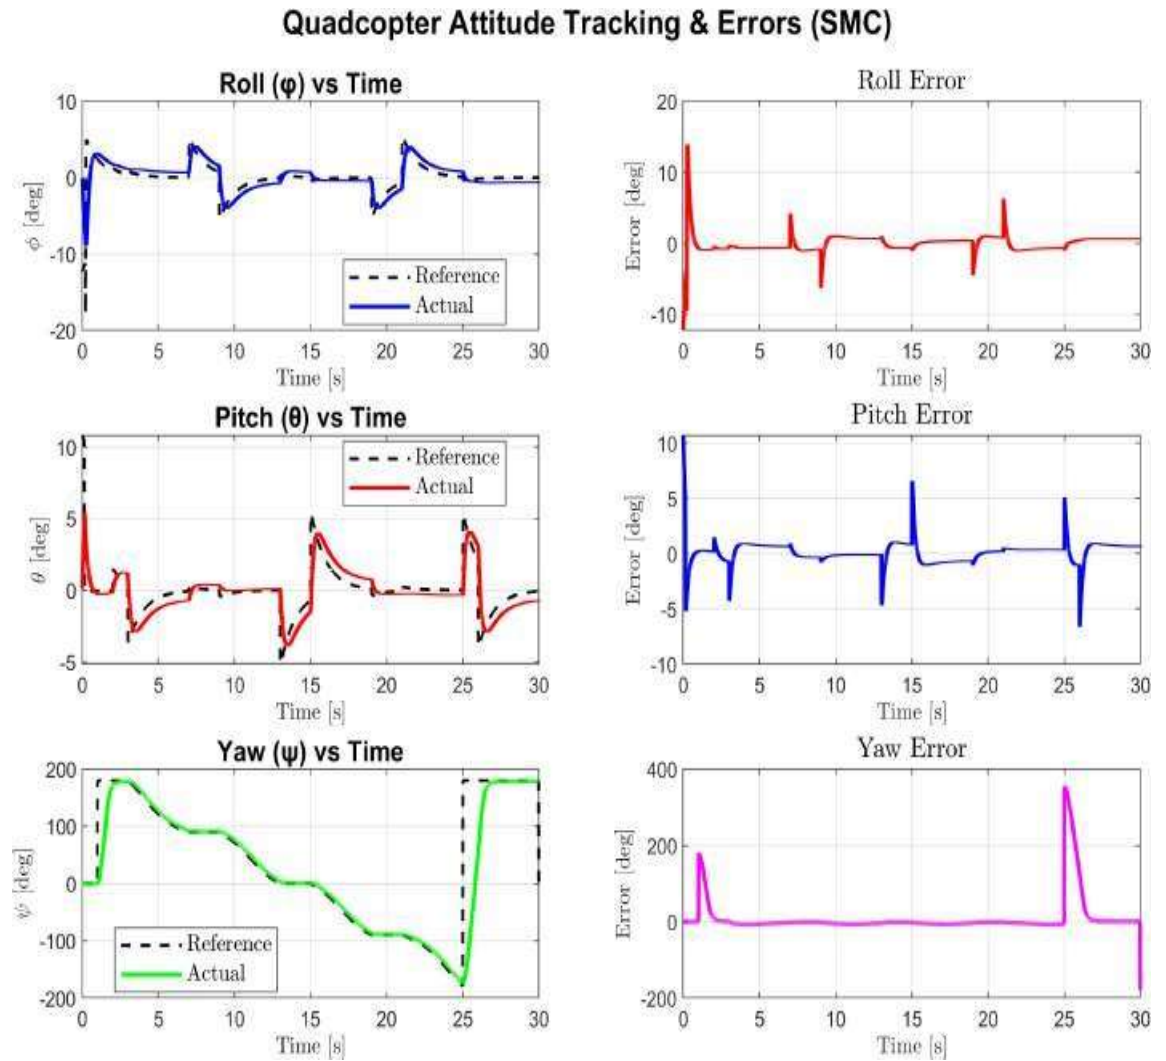 Quadcopter Attitude Tracking & Errors (SMC)
Roll (φ) vs Time
10
0
-10
-20
ϕ [deg]
Reference
Actual
0 5 10 15 20 25 30
Time [s]
Roll Error
20
10
0
-10
Error [deg]
0 5 10 15 20 25 30
Time [s]
Pitch (θ) vs Time
10
5
0
-5
θ [deg]
Reference
Actual
0 5 10 15 20 25 30
Time [s]
Pitch Error
10
5
0
-5
-10
Error [deg]
0 5 10 15 20 25 30
Time [s]
Yaw (ψ) vs Time
200
100
0
-100
-200
ψ [deg]
Reference
Actual
0 5 10 15 20 25 30
Time [s]
Yaw Error
400
200
0
-200
Error [deg]
0 5 10 15 20 25 30
Time [s]